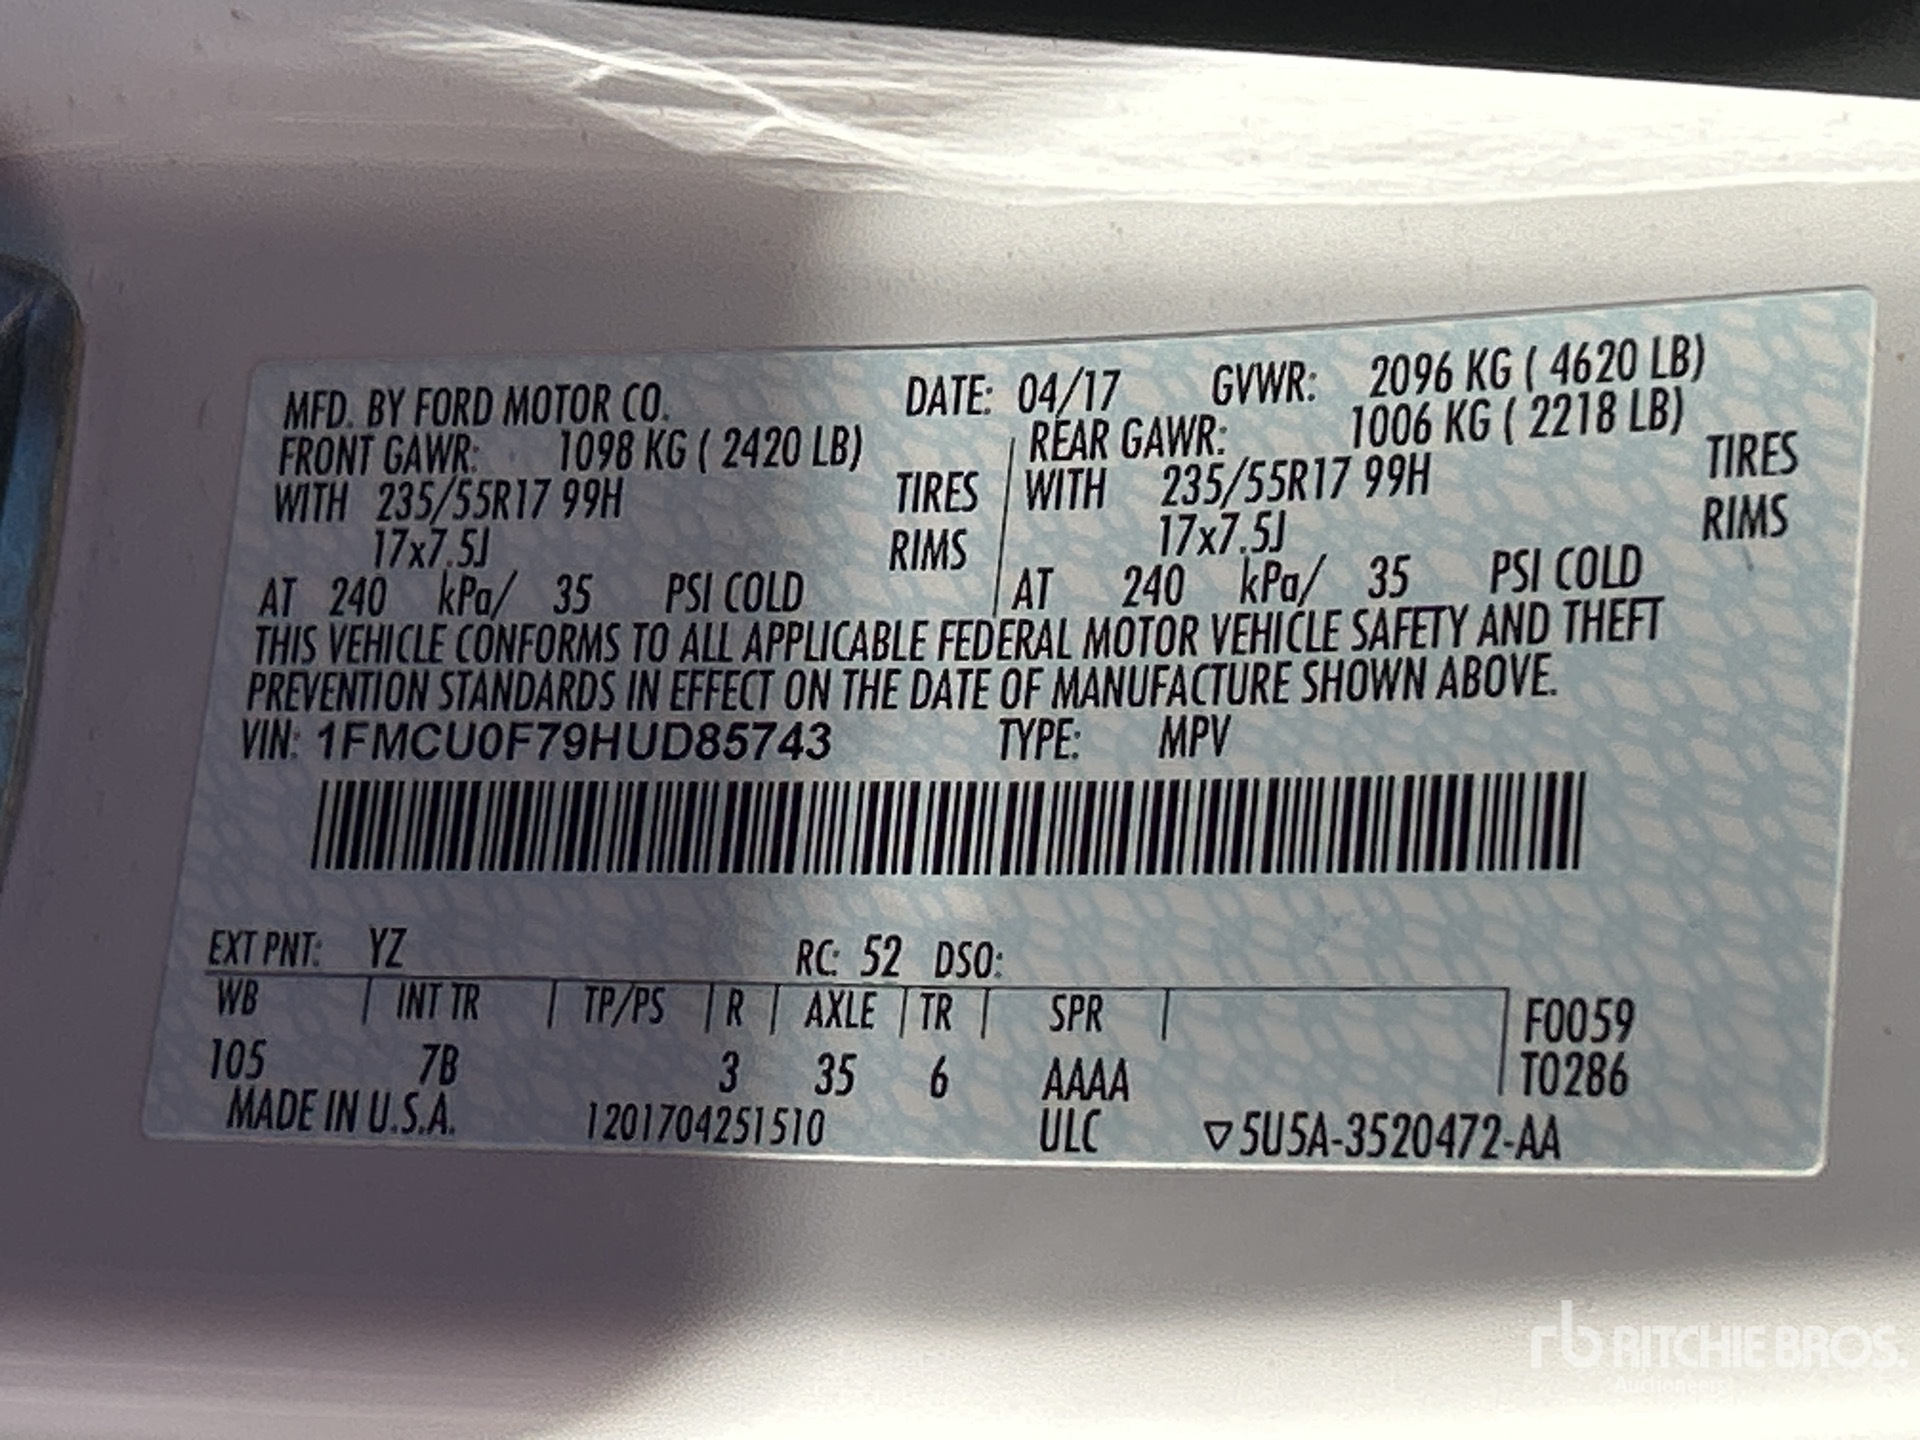 MFD. BY FORD MOTOR CO. DATE: 04/17 GVWR: 2096 KG ( 4620 LB)
FRONT GAWR: 1098 KG ( 2420 LB) REAR GAWR: 1006 KG ( 2218 LB)
WITH 235/55R17 99H TIRES WITH 235/55R17 99H TIRES
17x7.5J RIMS 17x7.5J RIMS
AT 240 kPa/ 35 PSI COLD AT 240 kPa/ 35 PSI COLD
THIS VEHICLE CONFORMS TO ALL APPLICABLE FEDERAL MOTOR VEHICLE SAFETY AND THEFT
PREVENTION STANDARDS IN EFFECT ON THE DATE OF MANUFACTURE SHOWN ABOVE.
VIN: 1FMCU0F79HUD85743 TYPE: MPV
EXT PNT: YZ RC: 52 DSO:
WB INT TR TP/PS R AXLE TR SPR F0059
105 7B 3 35 6 AAAA T0286
MADE IN U.S.A. 1201704251510 ULC ▽5U5A-3520472-AA
rb RITCHIE BROS.
Auctioneers